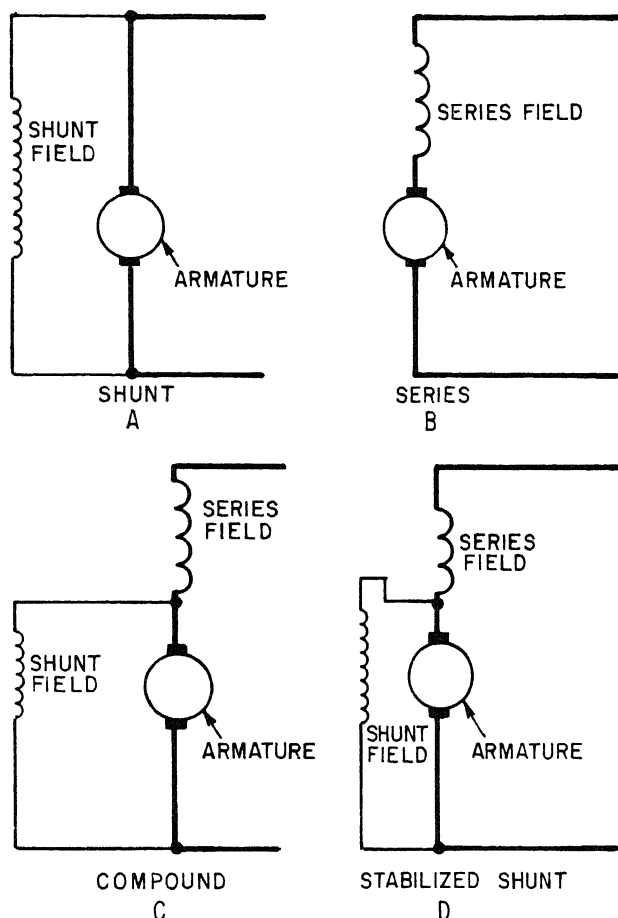 SHUNT
FIELD
ARMATURE
SHUNT
A
SERIES FIELD
ARMATURE
SERIES
B
SERIES
FIELD
SHUNT
FIELD
ARMATURE
COMPOUND
C
SERIES
FIELD
SHUNT
FIELD
ARMATURE
STABILIZED SHUNT
D